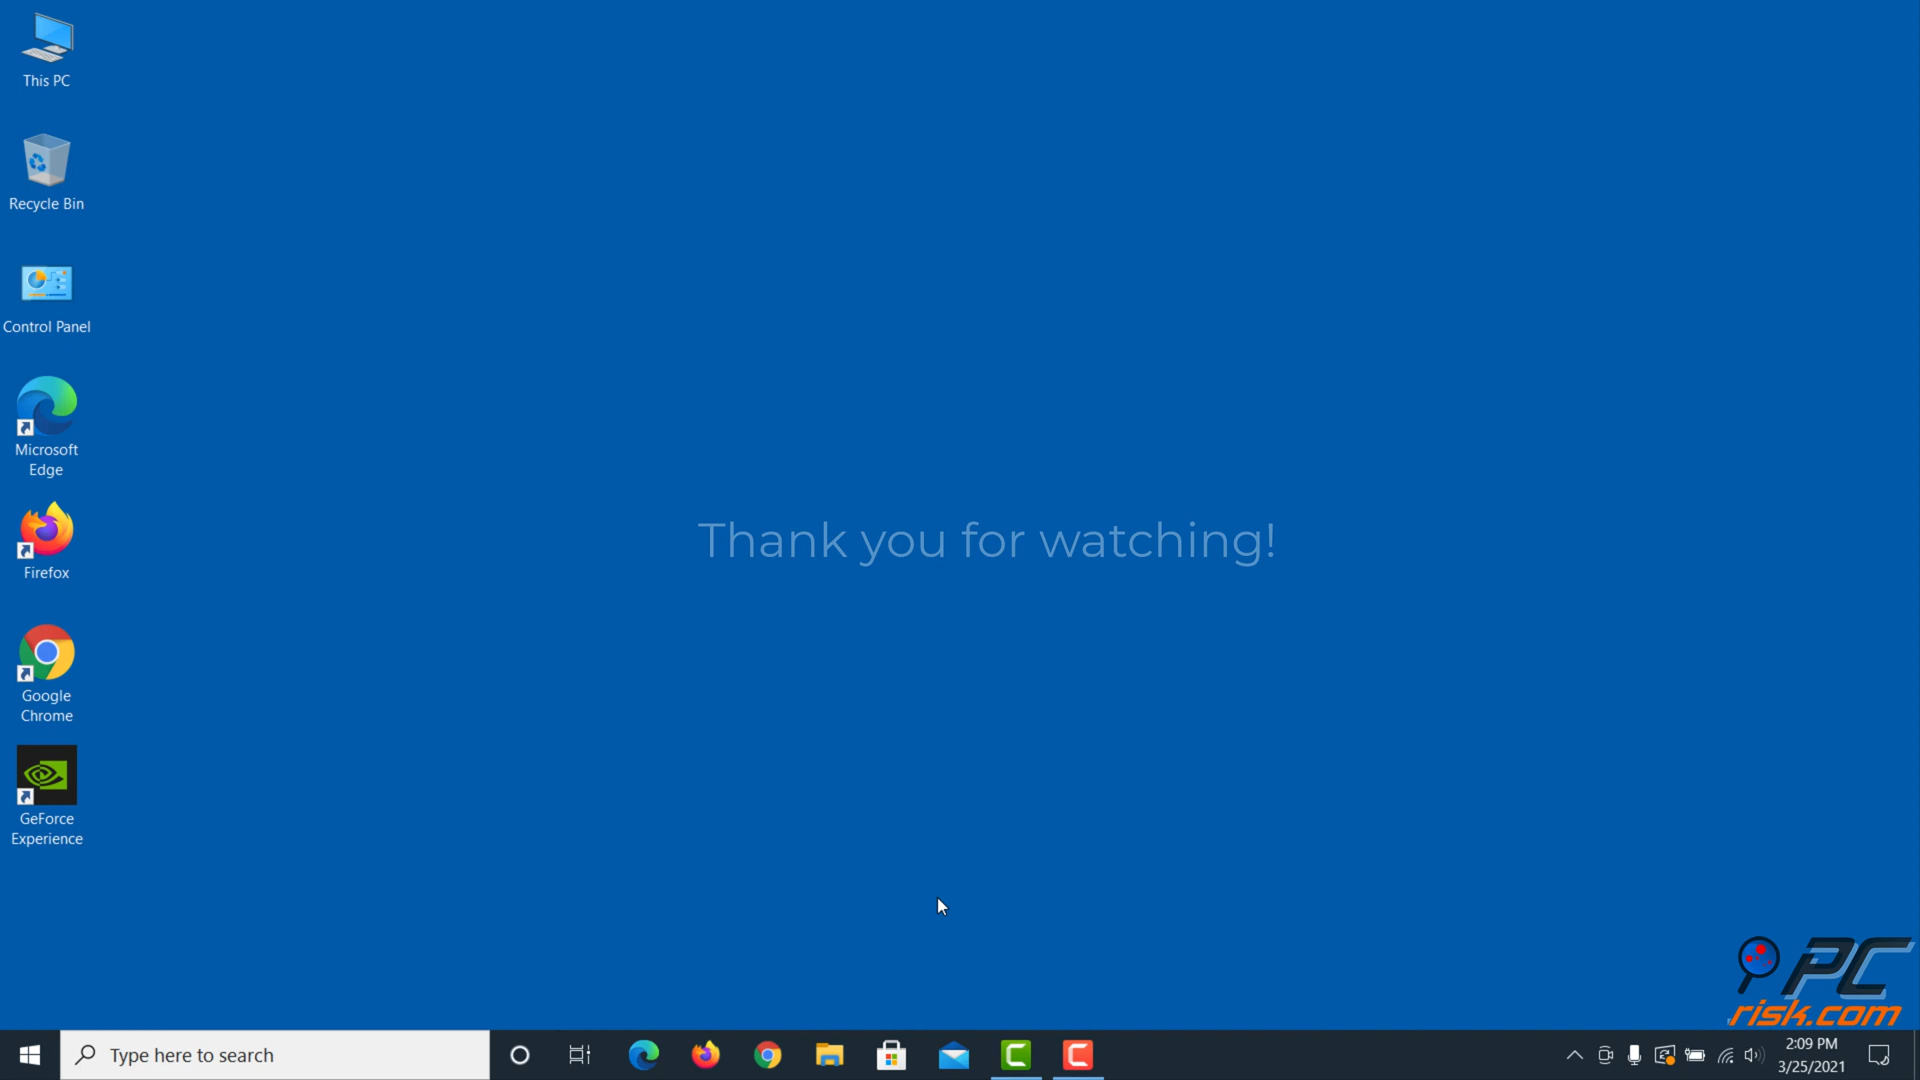 This PC
Recycle Bin
Control Panel
Microsoft
Edge
Firefox
Google
Chrome
GeForce
Experience
Thank you for watching!
PC
risk.com
Type here to search
2:09 PM
3/25/2021